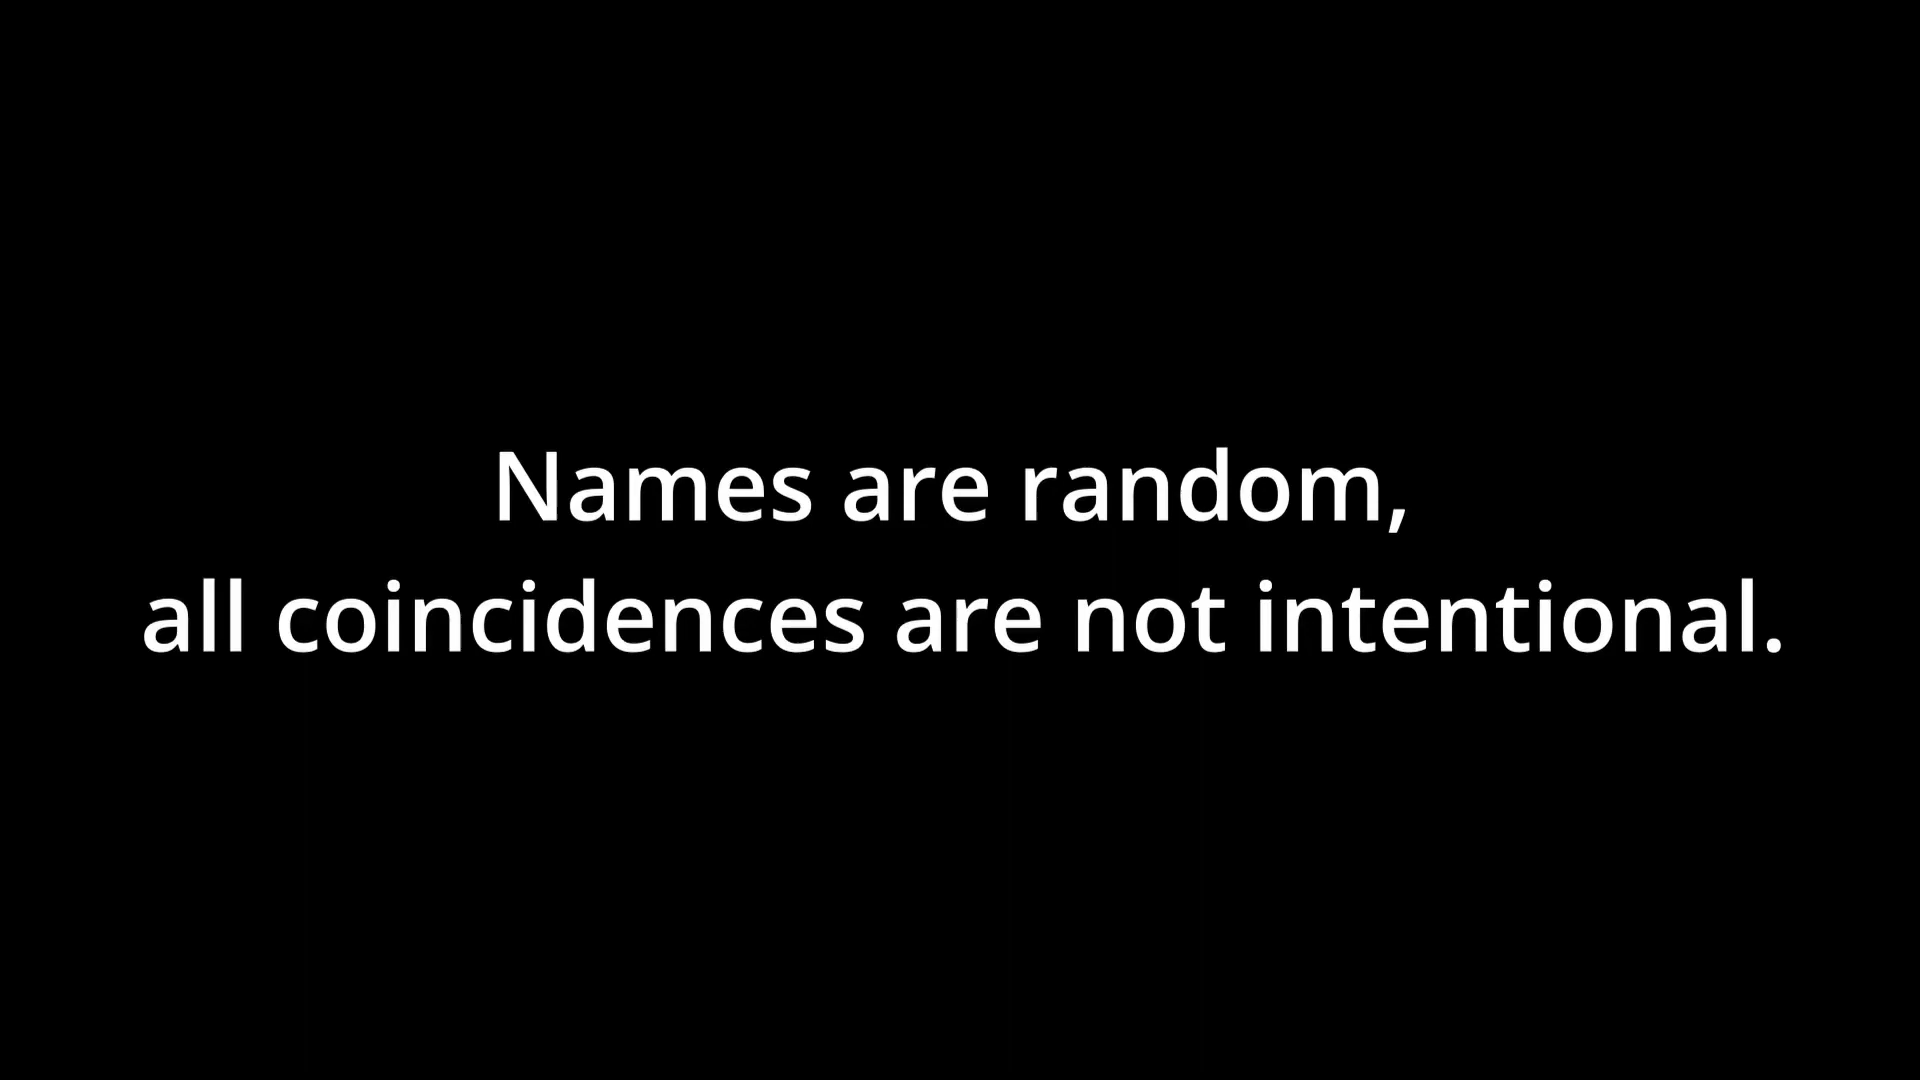 Names are random,
all coincidences are not intentional.